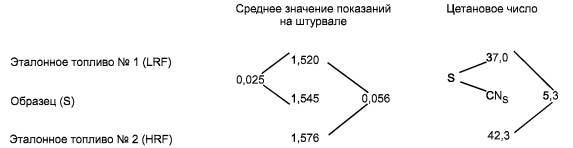 Среднее значение показаний на штурвале
Цетановое число
Эталонное топливо № 1 (LRF)
1,520
37,0
0,025
S
Образец (S)
1,545
0,056
CNS
5,3
Эталонное топливо № 2 (HRF)
1,576
42,3